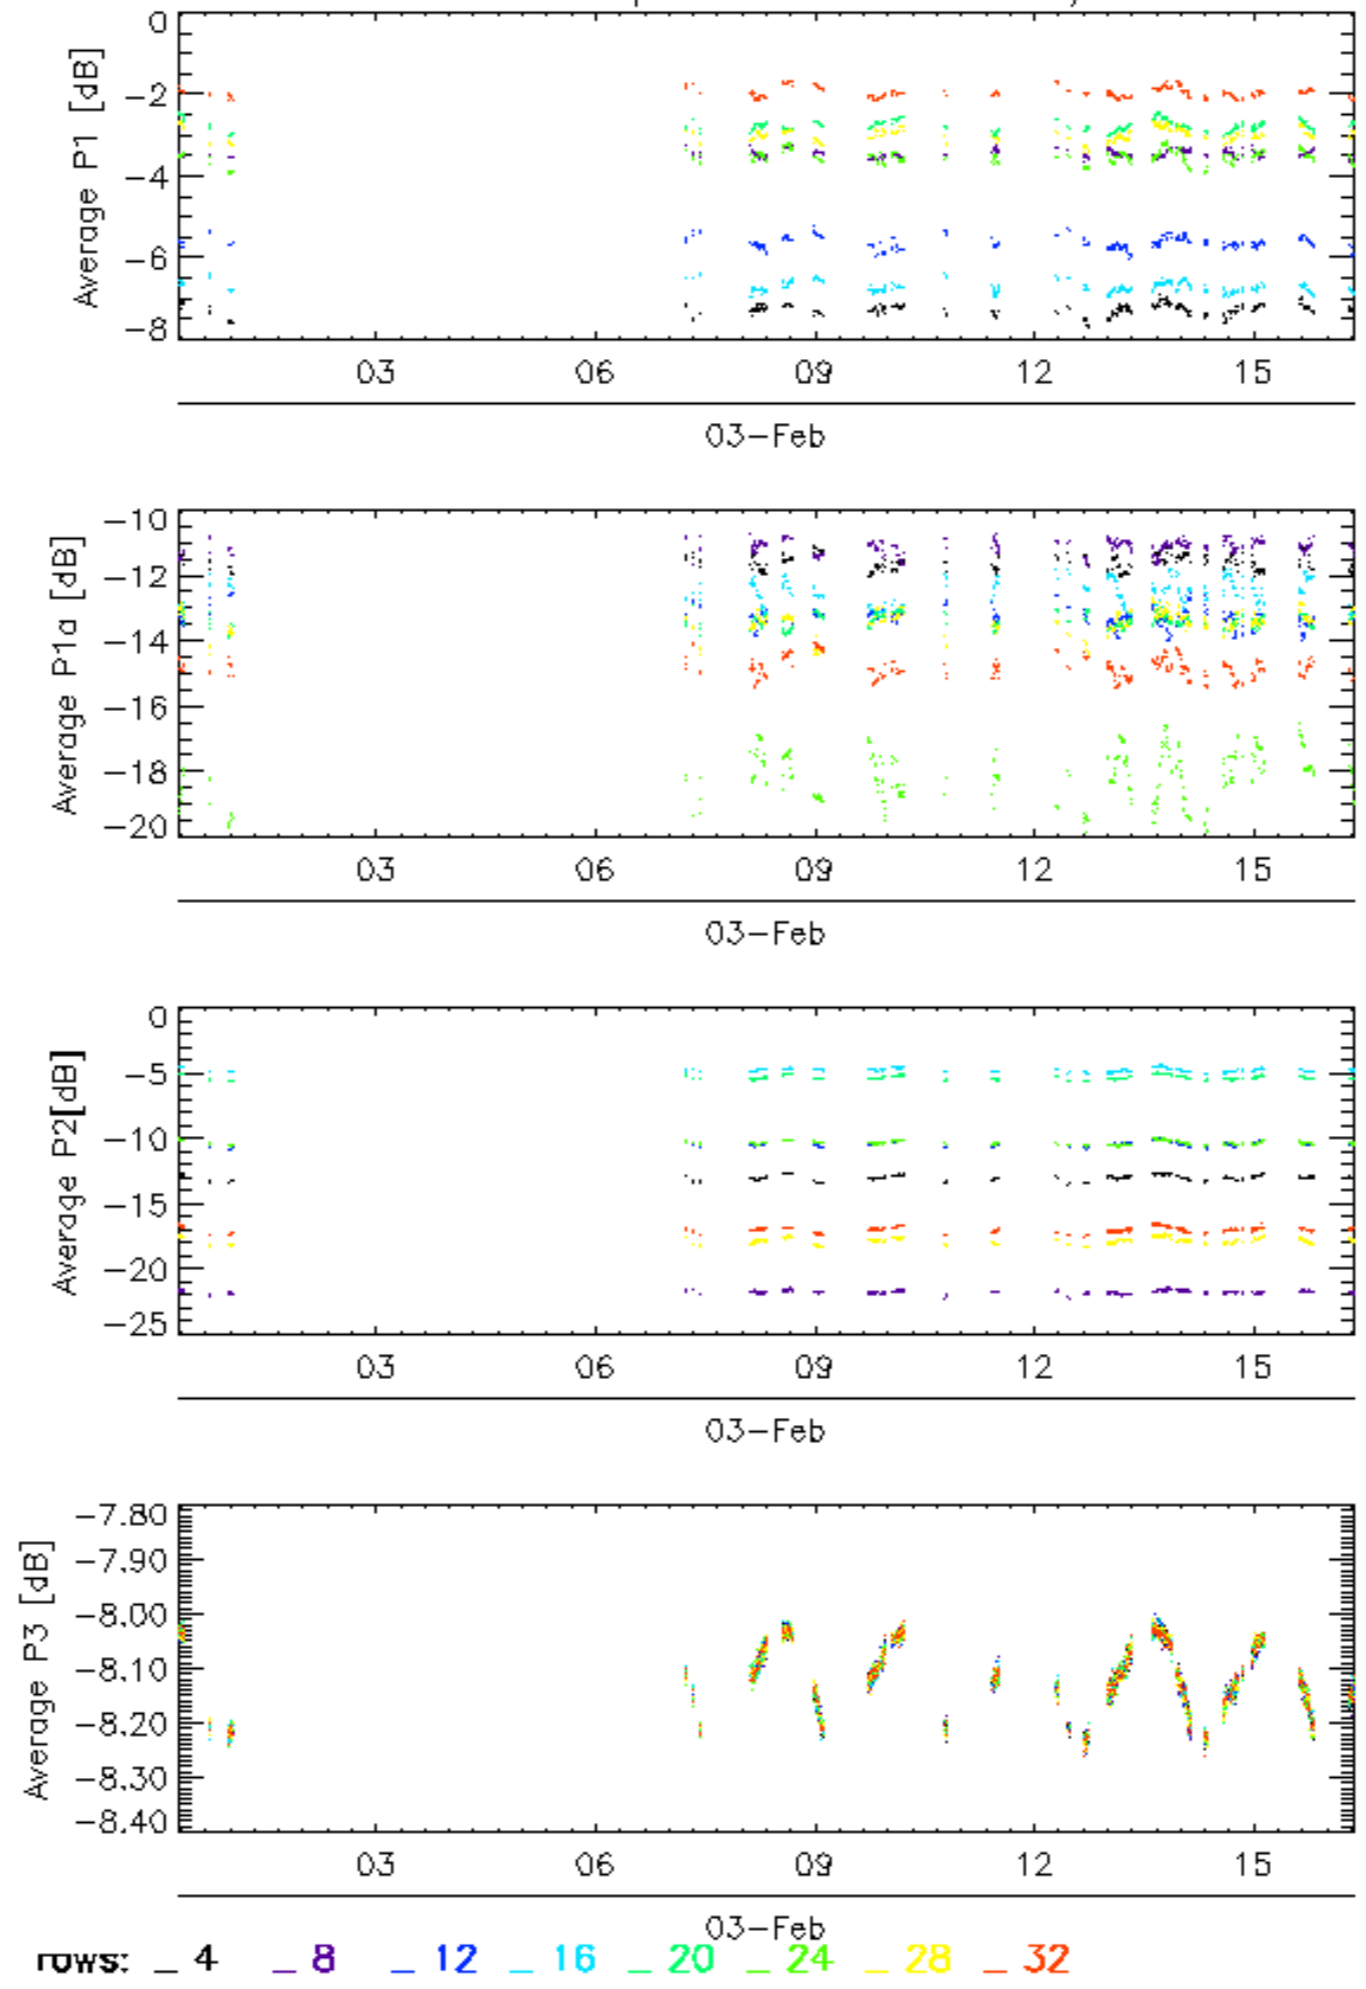 Average P1 [dB]
0
-2
-4
-6
-8
03 06 09 12 15
03-Feb
Average P1a [dB]
-10
-12
-14
-16
-18
-20
03 06 09 12 15
03-Feb
Average P2[dB]
0
-5
-10
-15
-20
-25
03 06 09 12 15
03-Feb
Average P3 [dB]
-7.80
-7.90
-8.00
-8.10
-8.20
-8.30
-8.40
03 06 09 12 15
03-Feb
rows: _ 4 _ 8 _ 12 _ 16 _ 20 _ 24 _ 28 _ 32